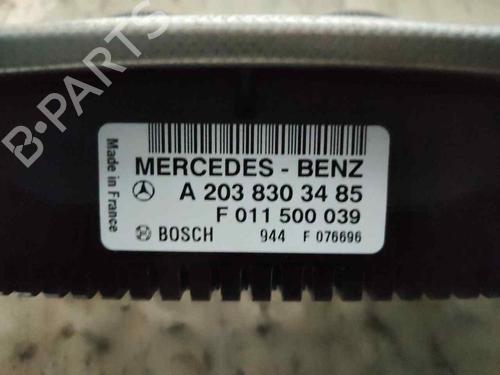 B-PARTS
Made in France
MERCEDES - BENZ
A 203 830 34 85
F 011 500 039
BOSCH 944 F 076696